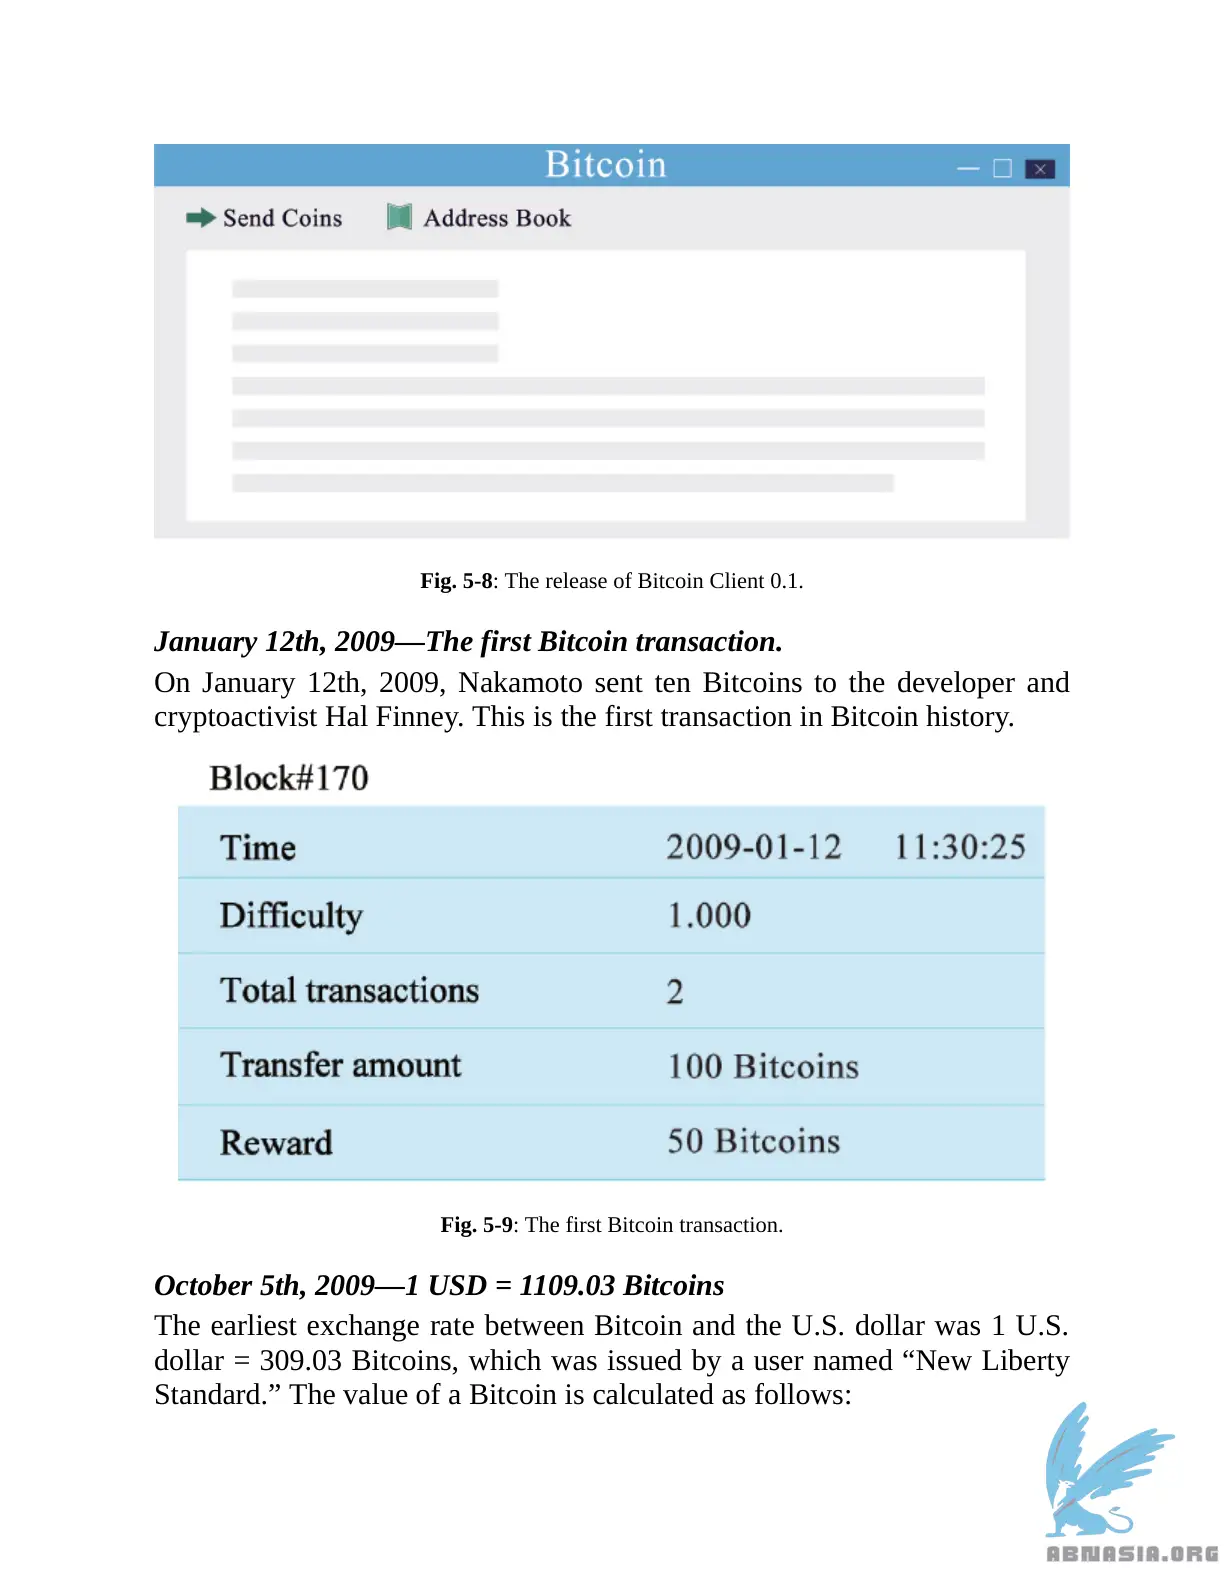 Bitcoin
Send Coins Address Book
Fig. 5-8: The release of Bitcoin Client 0.1.
January 12th, 2009—The first Bitcoin transaction.
On January 12th, 2009, Nakamoto sent ten Bitcoins to the developer and
cryptoactivist Hal Finney. This is the first transaction in Bitcoin history.
Block#170
Time 2009-01-12 11:30:25
Difficulty 1.000
Total transactions 2
Transfer amount 100 Bitcoins
Reward 50 Bitcoins
Fig. 5-9: The first Bitcoin transaction.
October 5th, 2009—1 USD = 1109.03 Bitcoins
The earliest exchange rate between Bitcoin and the U.S. dollar was 1 U.S.
dollar = 309.03 Bitcoins, which was issued by a user named “New Liberty
Standard.” The value of a Bitcoin is calculated as follows:
ABNASIA.ORG